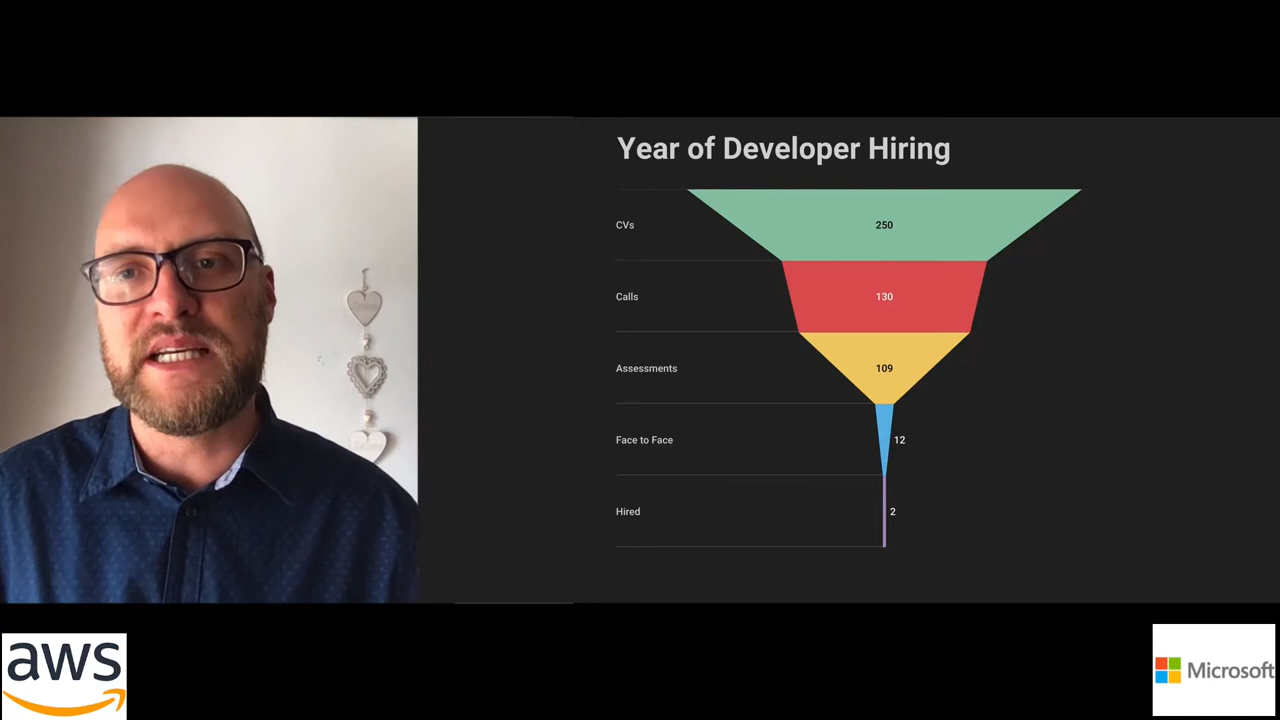 Year of Developer Hiring
CVs 250
Calls 130
Assessments 109
Face to Face 12
Hired 2
aws
Microsoft